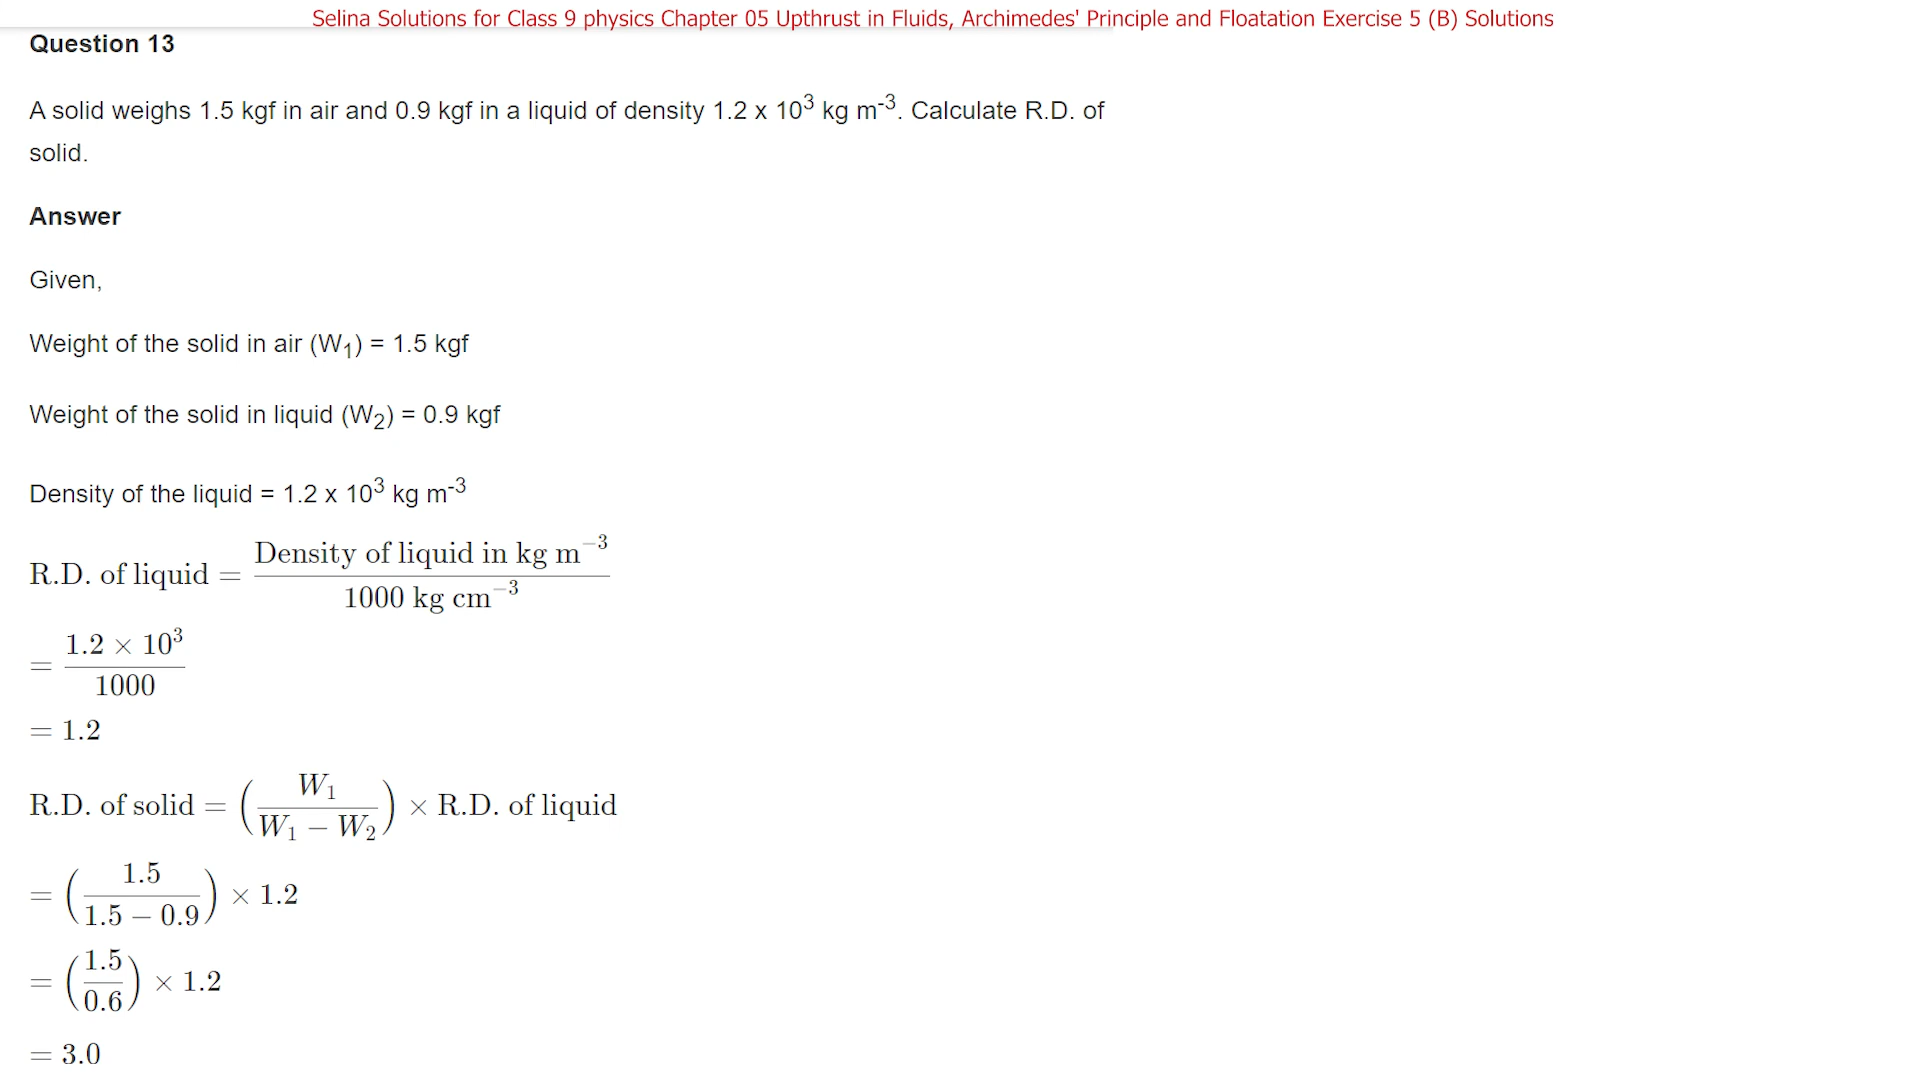 Selina Solutions for Class 9 physics Chapter 05 Upthrust in Fluids, Archimedes' Principle and Floatation Exercise 5 (B) Solutions
Question 13
A solid weighs 1.5 kgf in air and 0.9 kgf in a liquid of density 1.2 x 10³ kg m⁻³. Calculate R.D. of
solid.
Answer
Given,
Weight of the solid in air (W₁) = 1.5 kgf
Weight of the solid in liquid (W₂) = 0.9 kgf
Density of the liquid = 1.2 x 10³ kg m⁻³
R.D. of liquid = Density of liquid in kg m⁻³ / 1000 kg cm⁻³
= 1.2 × 10³ / 1000
= 1.2
R.D. of solid = (W₁ / W₁ − W₂) × R.D. of liquid
= (1.5 / 1.5 − 0.9) × 1.2
= (1.5 / 0.6) × 1.2
= 3.0